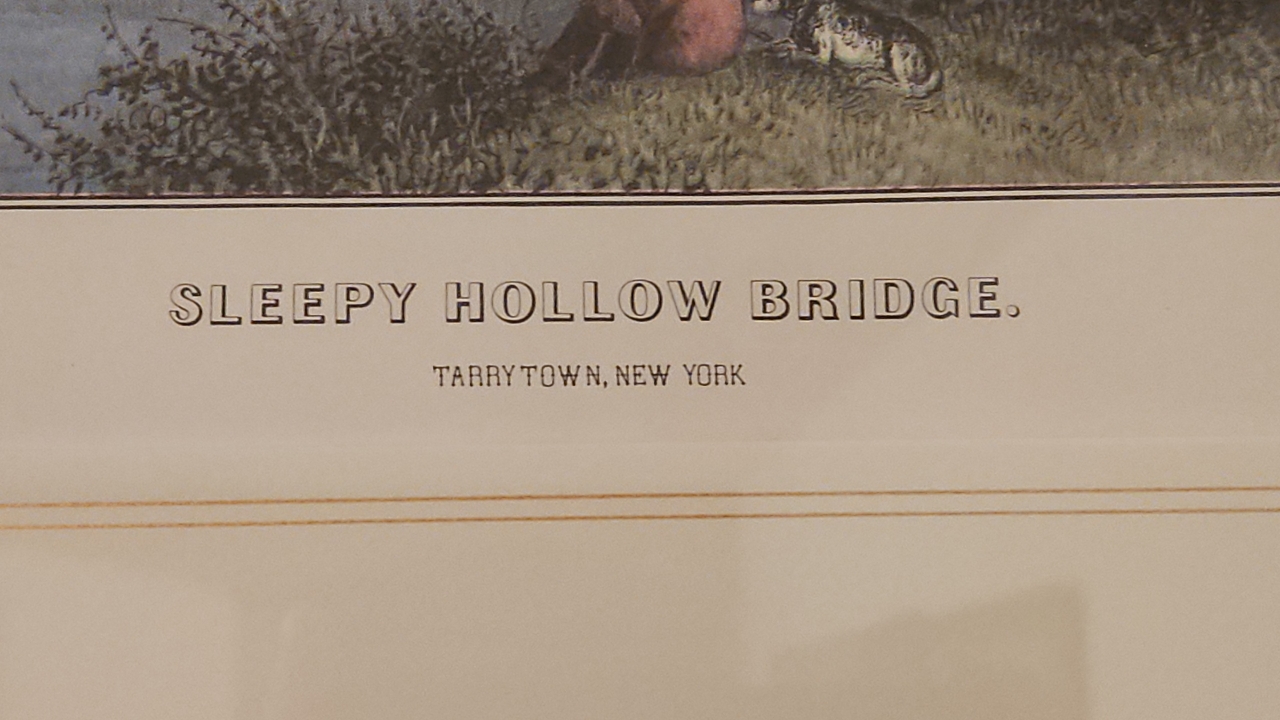 SLEEPY HOLLOW BRIDGE.
TARRYTOWN, NEW YORK